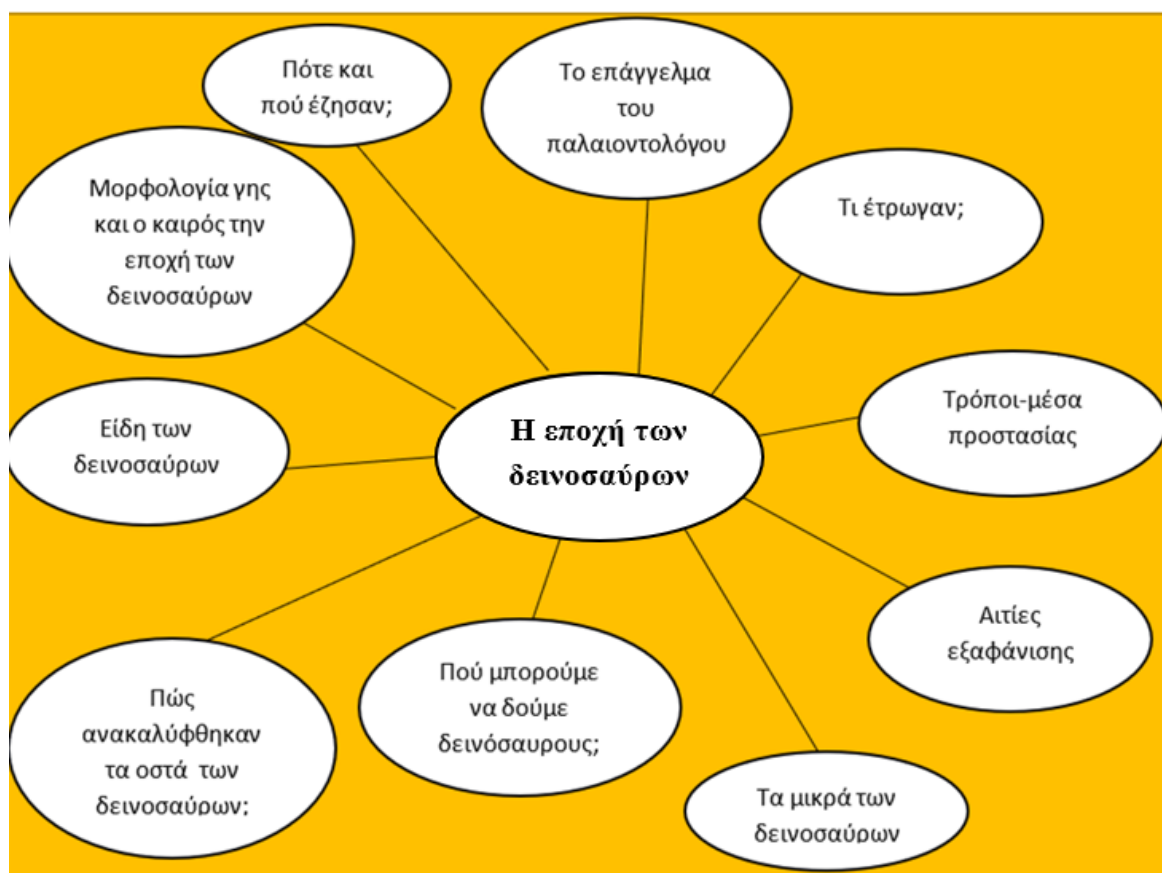 Πότε και
πού έζησαν;
Το επάγγελμα
του
παλαιοντολόγου
Τι έτρωγαν;
Μορφολογία γης
και ο καιρός την
εποχή των
δεινοσαύρων
Τρόποι-μέσα
προστασίας
Είδη των
δεινοσαύρων
Η εποχή των
δεινοσαύρων
Αιτίες
εξαφάνισης
Πώς
ανακαλύφθηκαν
τα οστά των
δεινοσαύρων;
Πού μπορούμε
να δούμε
δεινόσαυρους;
Τα μικρά των
δεινοσαύρων